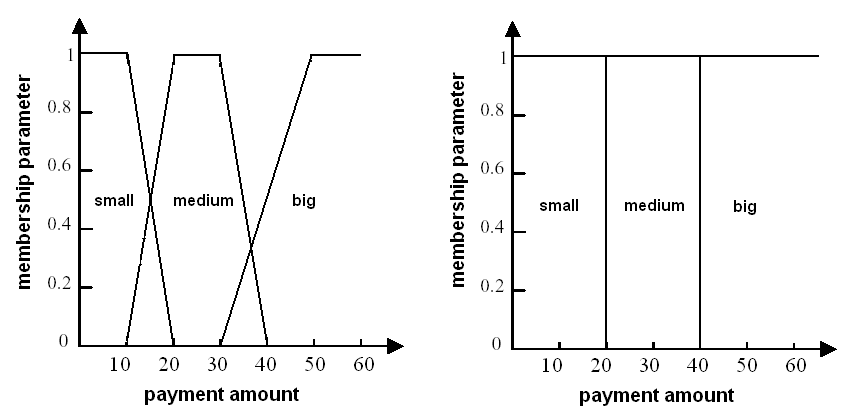 membership parameter
1
0.8
0.6
0.4
0.2
0
small medium big
10 20 30 40 50 60
payment amount
membership parameter
1
0.8
0.6
0.4
0.2
0
small medium big
10 20 30 40 50 60
payment amount